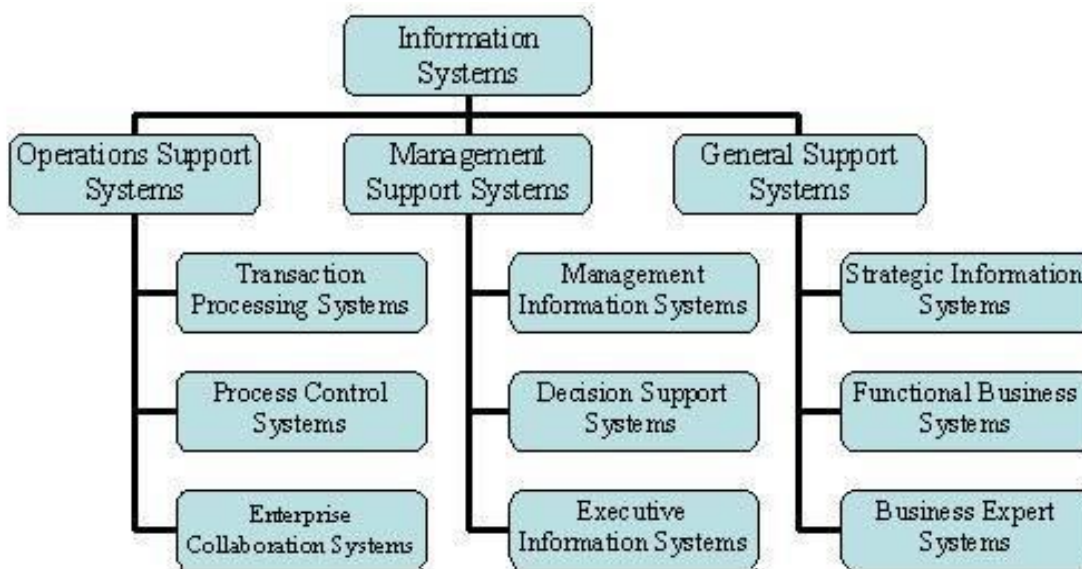 Information
Systems
Operations Support
Systems
Management
Support Systems
General Support
Systems
Transaction
Processing Systems
Management
Information Systems
Strategic Information
Systems
Process Control
Systems
Decision Support
Systems
Functional Business
Systems
Enterprise
Collaboration Systems
Executive
Information Systems
Business Expert
Systems